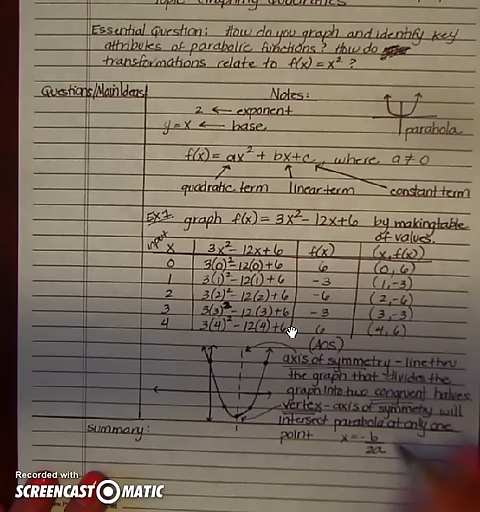 Topic: Graphing Quadratics
Essential Question: How do you graph and identify key
attributes of parabolic functions? How do
transformations relate to f(x) = x² ?
Questions/Main Ideas
Notes:
2 ← exponent
y = x ← base
parabola
f(x) = ax² + bx + c, where a ≠ 0
quadratic term linear term constant term
Ex 1. graph f(x) = 3x² - 12x + 6 by making table
of values.
input
x 3x² - 12x + 6 f(x) (x, f(x))
0 3(0)² - 12(0) + 6 6 (0, 6)
1 3(1)² - 12(1) + 6 -3 (1, -3)
2 3(2)² - 12(2) + 6 -6 (2, -6)
3 3(3)² - 12(3) + 6 -3 (3, -3)
4 3(4)² - 12(4) + 6 6 (4, 6)
(AOS)
axis of symmetry - line thru
the graph that divides the
graph into two congruent halves
vertex - axis of symmetry will
intersect parabola at only one
point x = -b/2a
Summary:
Recorded with
SCREENCAST O MATIC